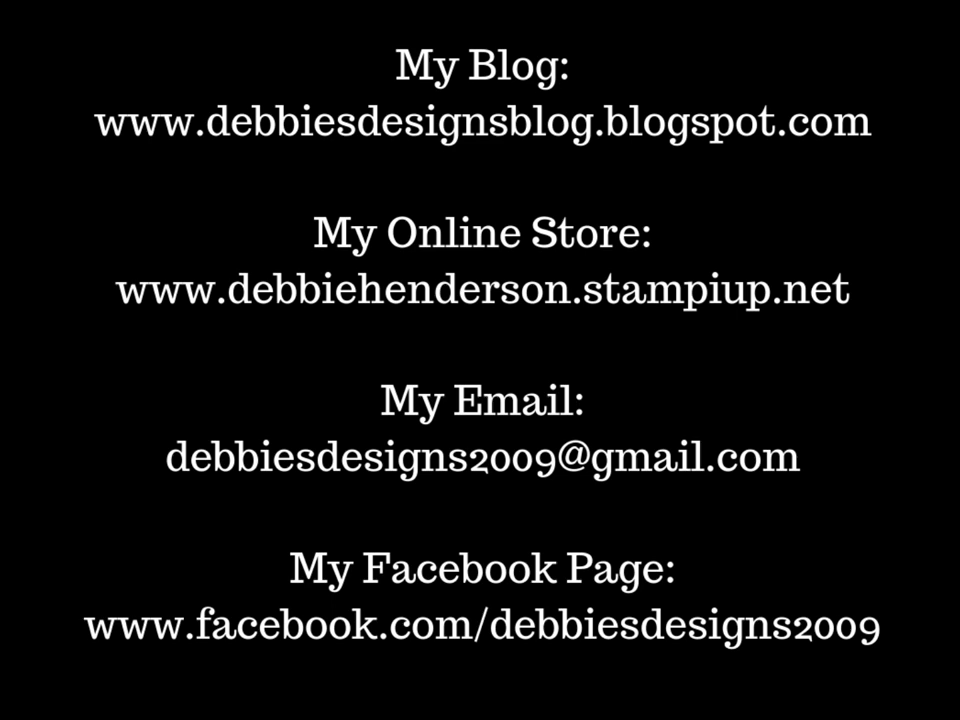 My Blog:
www.debbiesdesignsblog.blogspot.com
My Online Store:
www.debbiehenderson.stampiup.net
My Email:
debbiesdesigns2009@gmail.com
My Facebook Page:
www.facebook.com/debbiesdesigns2009